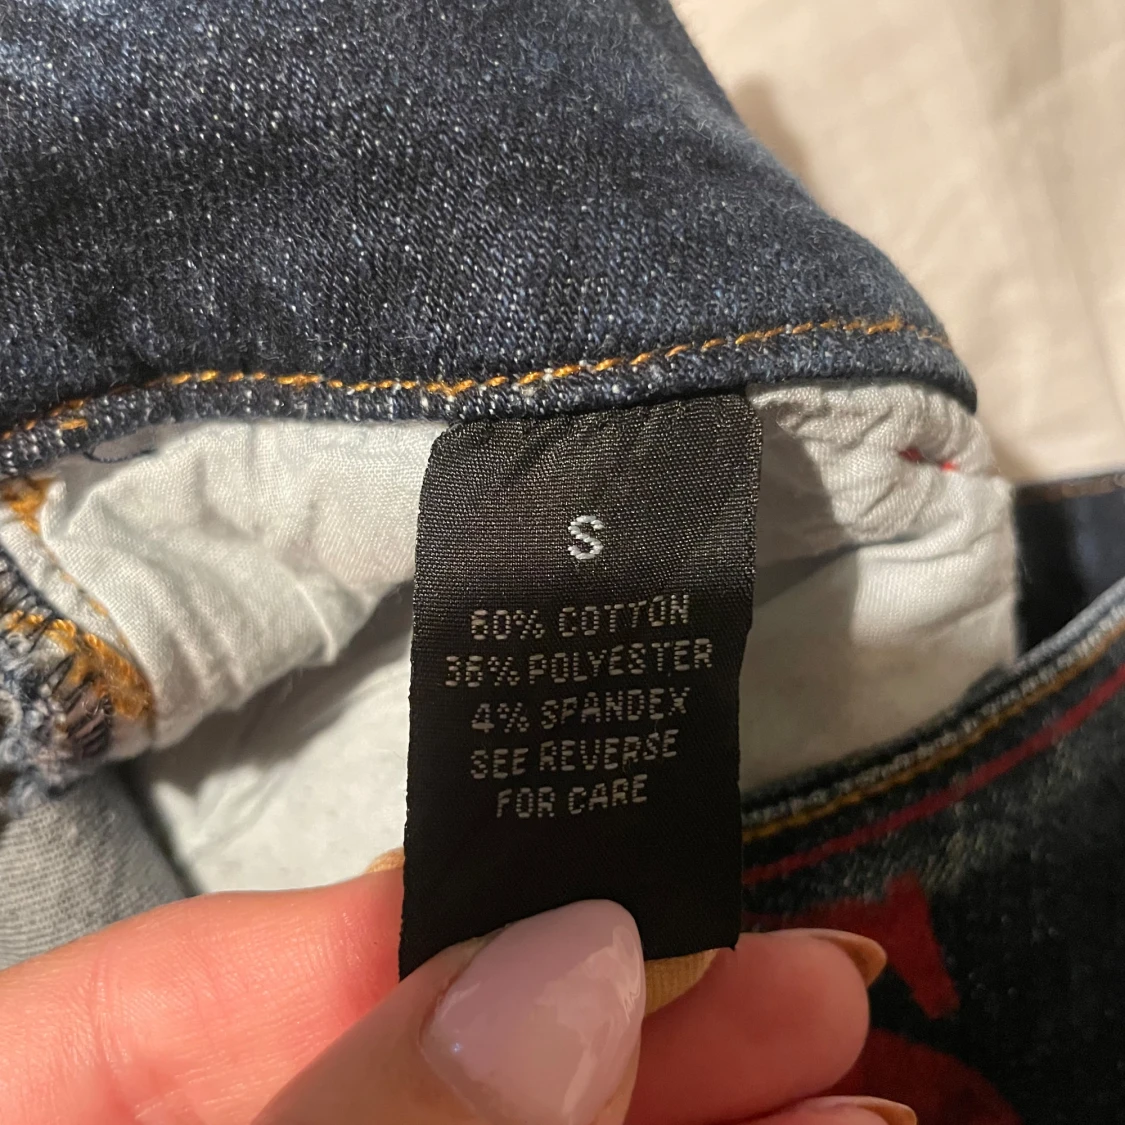 S
60% COTTON
36% POLYESTER
4% SPANDEX
SEE REVERSE
FOR CARE